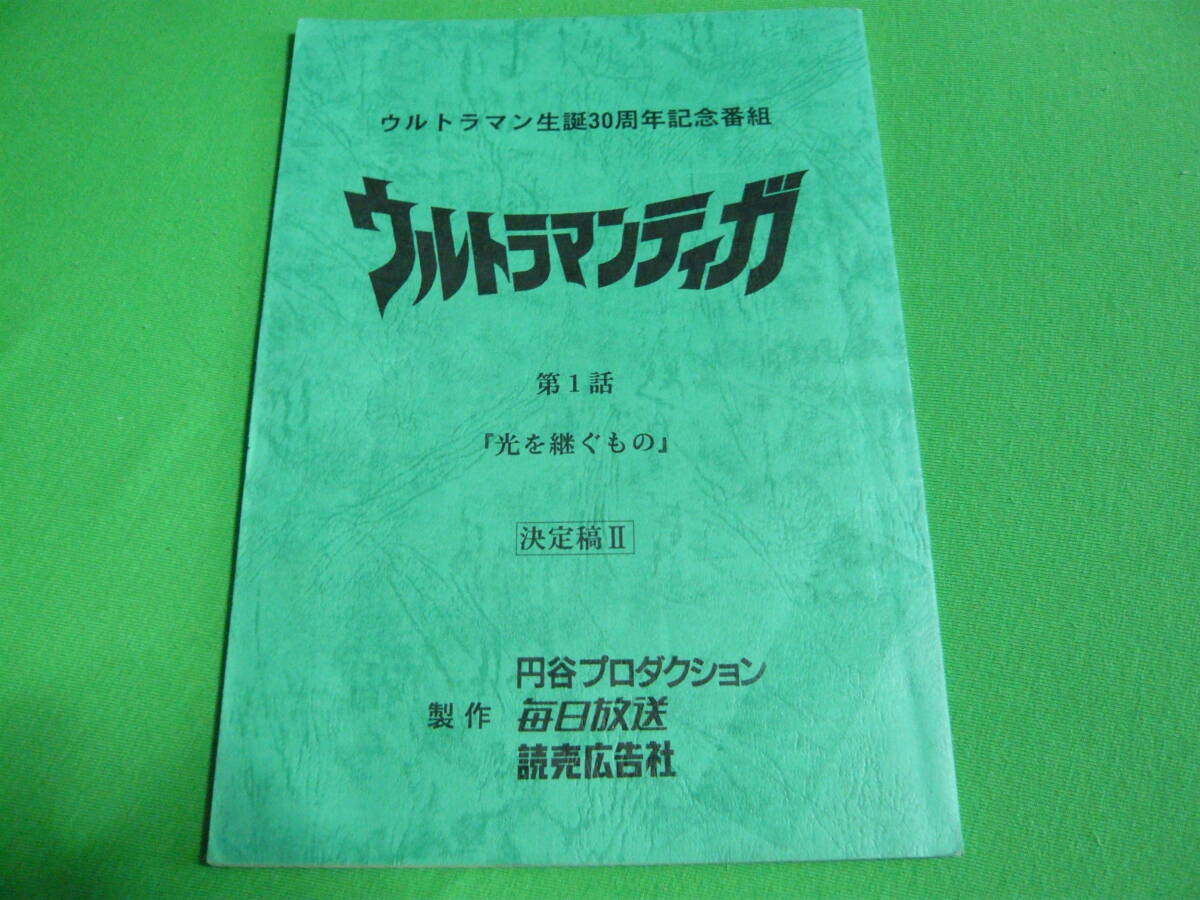 ウルトラマン生誕30周年記念番組
ウルトラマンティガ
第1話
『光を継ぐもの』
決定稿Ⅱ
円谷プロダクション
製作 毎日放送
読売広告社